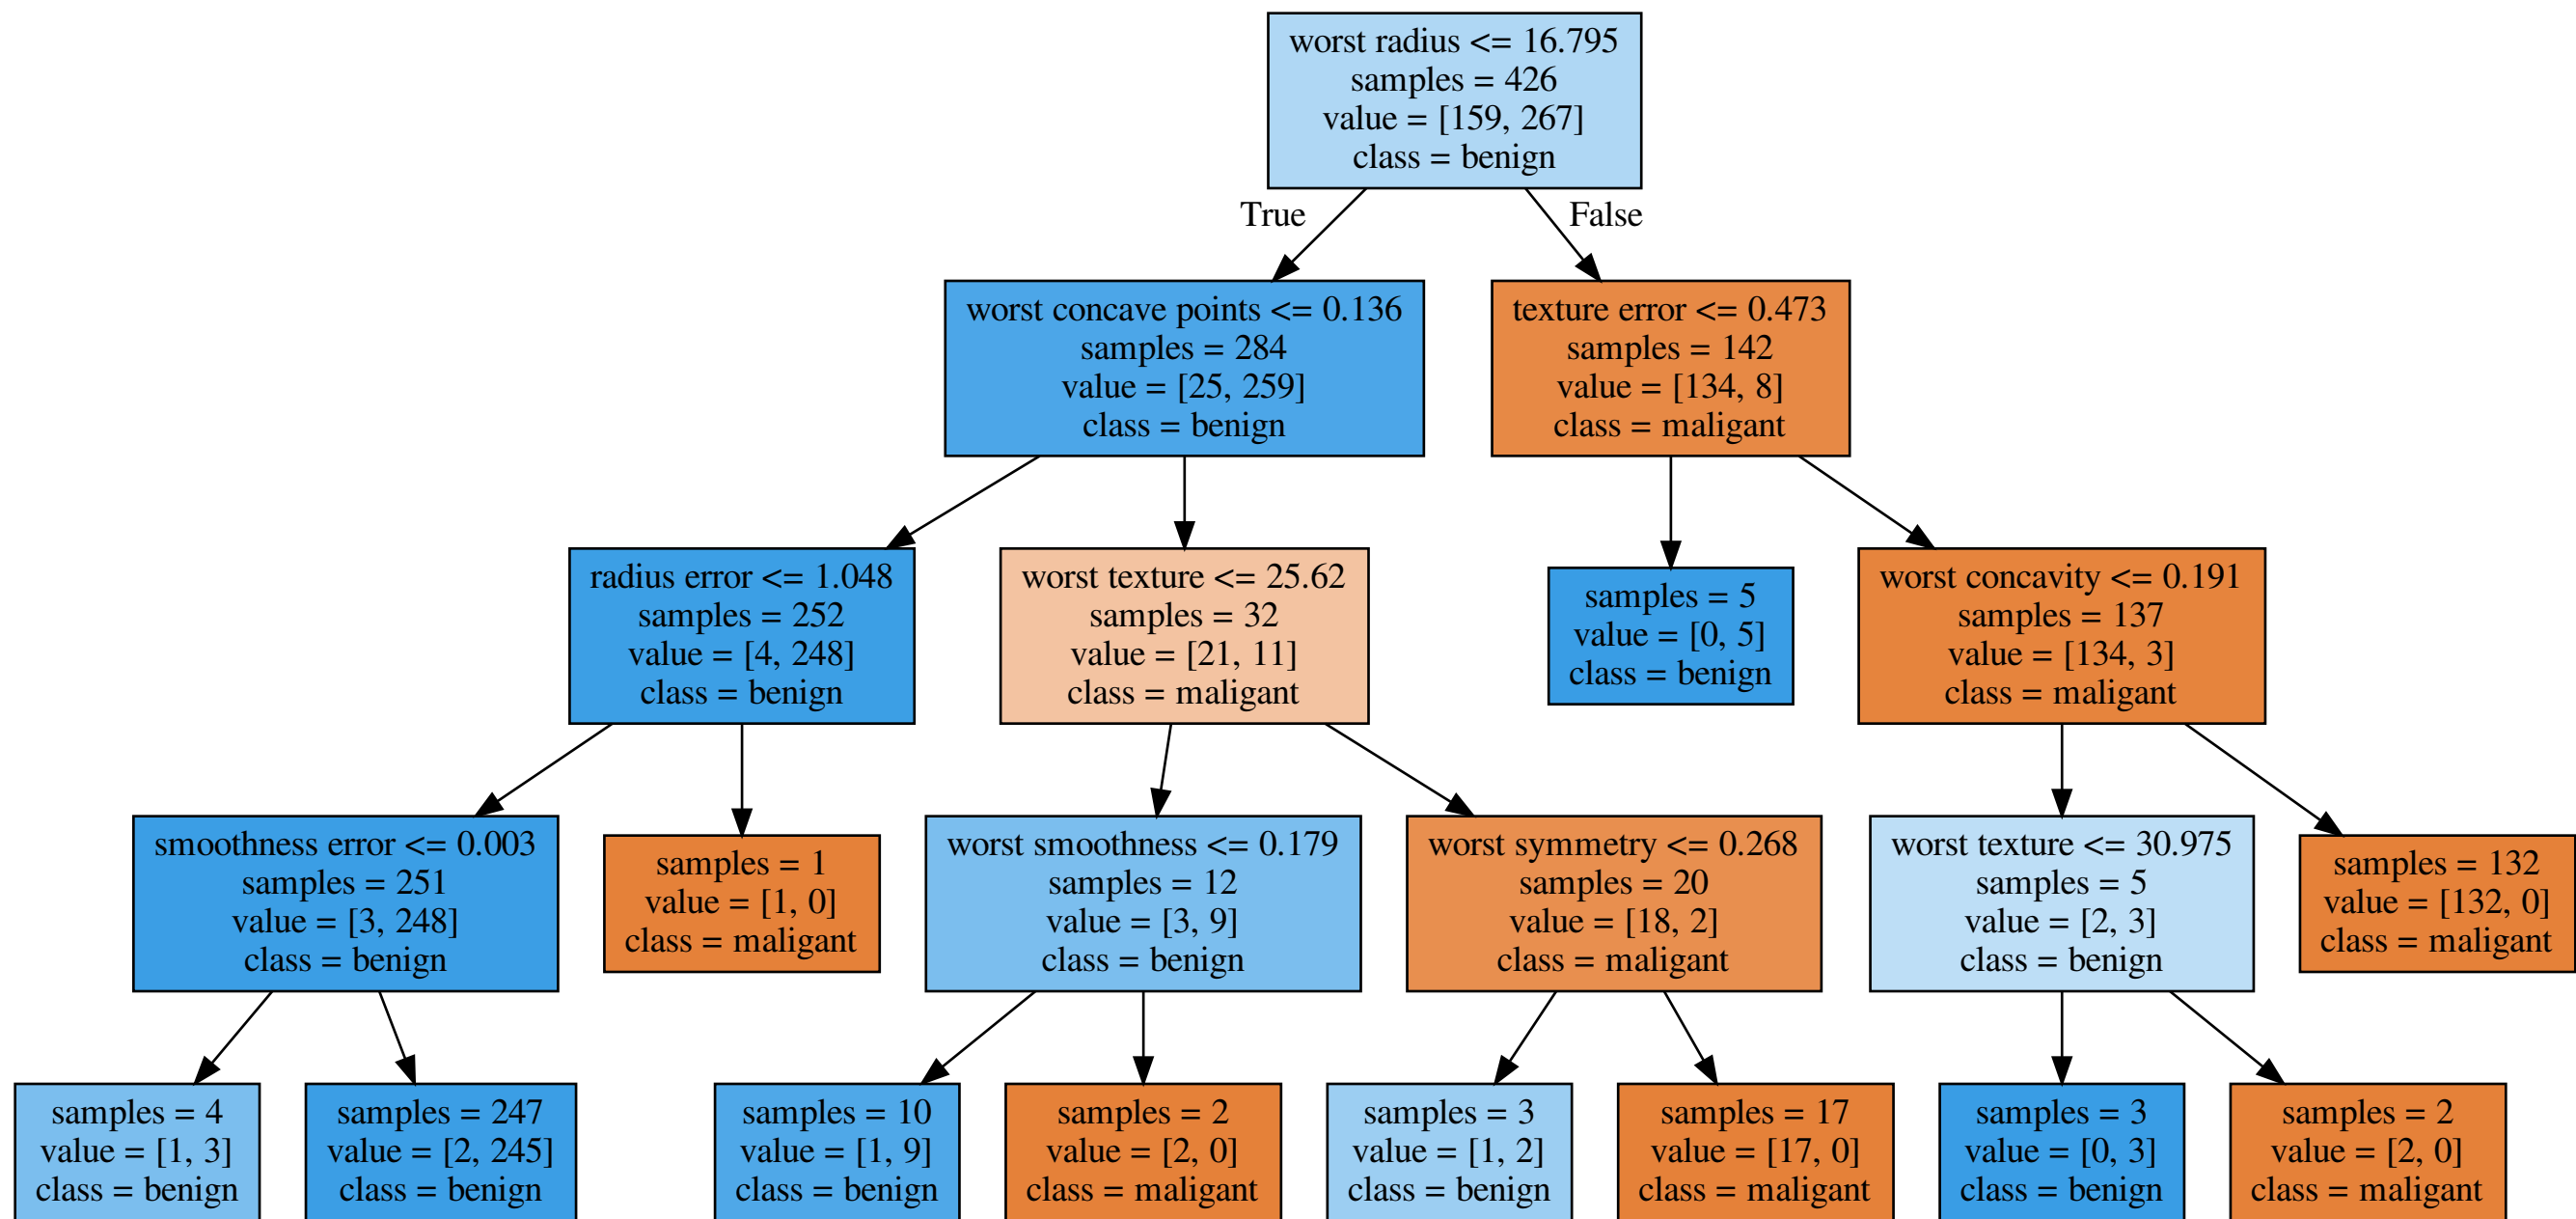 worst radius <= 16.795
samples = 426
value = [159, 267]
class = benign
True
False
worst concave points <= 0.136
samples = 284
value = [25, 259]
class = benign
texture error <= 0.473
samples = 142
value = [134, 8]
class = maligant
radius error <= 1.048
samples = 252
value = [4, 248]
class = benign
worst texture <= 25.62
samples = 32
value = [21, 11]
class = maligant
samples = 5
value = [0, 5]
class = benign
worst concavity <= 0.191
samples = 137
value = [134, 3]
class = maligant
smoothness error <= 0.003
samples = 251
value = [3, 248]
class = benign
samples = 1
value = [1, 0]
class = maligant
worst smoothness <= 0.179
samples = 12
value = [3, 9]
class = benign
worst symmetry <= 0.268
samples = 20
value = [18, 2]
class = maligant
worst texture <= 30.975
samples = 5
value = [2, 3]
class = benign
samples = 132
value = [132, 0]
class = maligant
samples = 4
value = [1, 3]
class = benign
samples = 247
value = [2, 245]
class = benign
samples = 10
value = [1, 9]
class = benign
samples = 2
value = [2, 0]
class = maligant
samples = 3
value = [1, 2]
class = benign
samples = 17
value = [17, 0]
class = maligant
samples = 3
value = [0, 3]
class = benign
samples = 2
value = [2, 0]
class = maligant